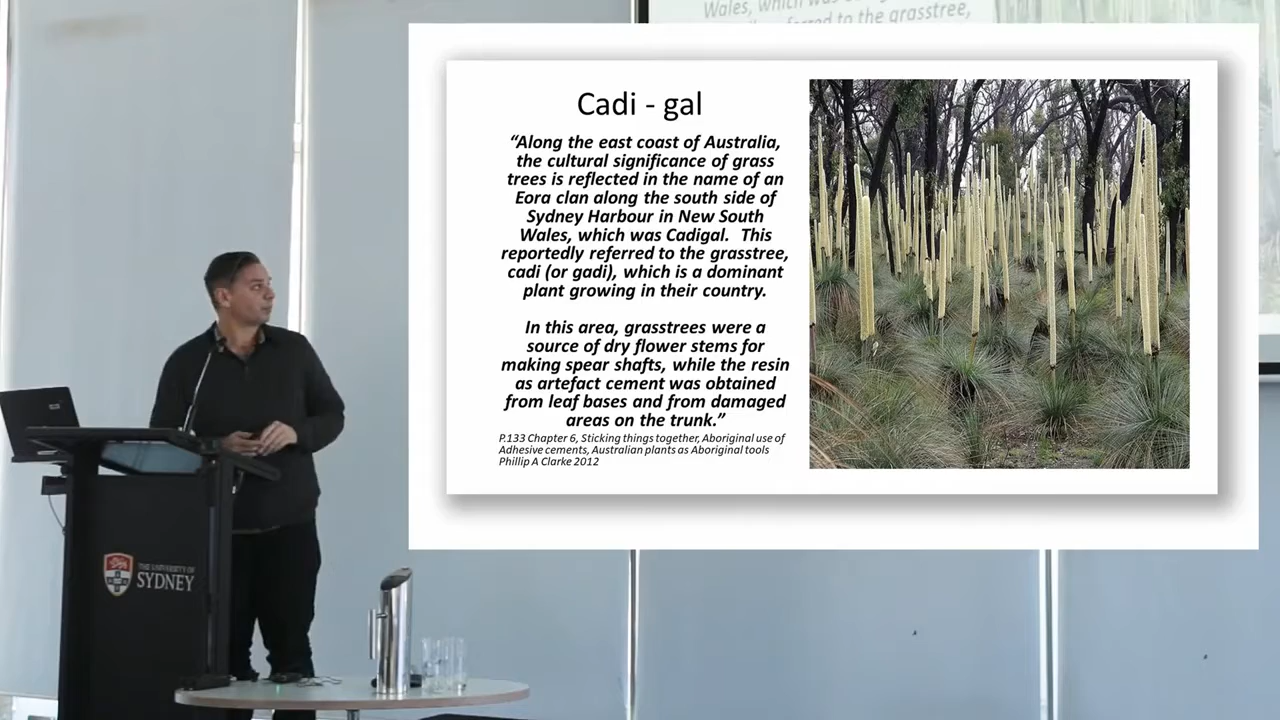 Wales, which was
ferred to the grasstree,
Cadi - gal
“Along the east coast of Australia,
the cultural significance of grass
trees is reflected in the name of an
Eora clan along the south side of
Sydney Harbour in New South
Wales, which was Cadigal.  This
reportedly referred to the grasstree,
cadi (or gadi), which is a dominant
plant growing in their country.
In this area, grasstrees were a
source of dry flower stems for
making spear shafts, while the resin
as artefact cement was obtained
from leaf bases and from damaged
areas on the trunk.”
P.133 Chapter 6, Sticking things together, Aboriginal use of
Adhesive cements, Australian plants as Aboriginal tools
Phillip A Clarke 2012
THE UNIVERSITY OF
SYDNEY